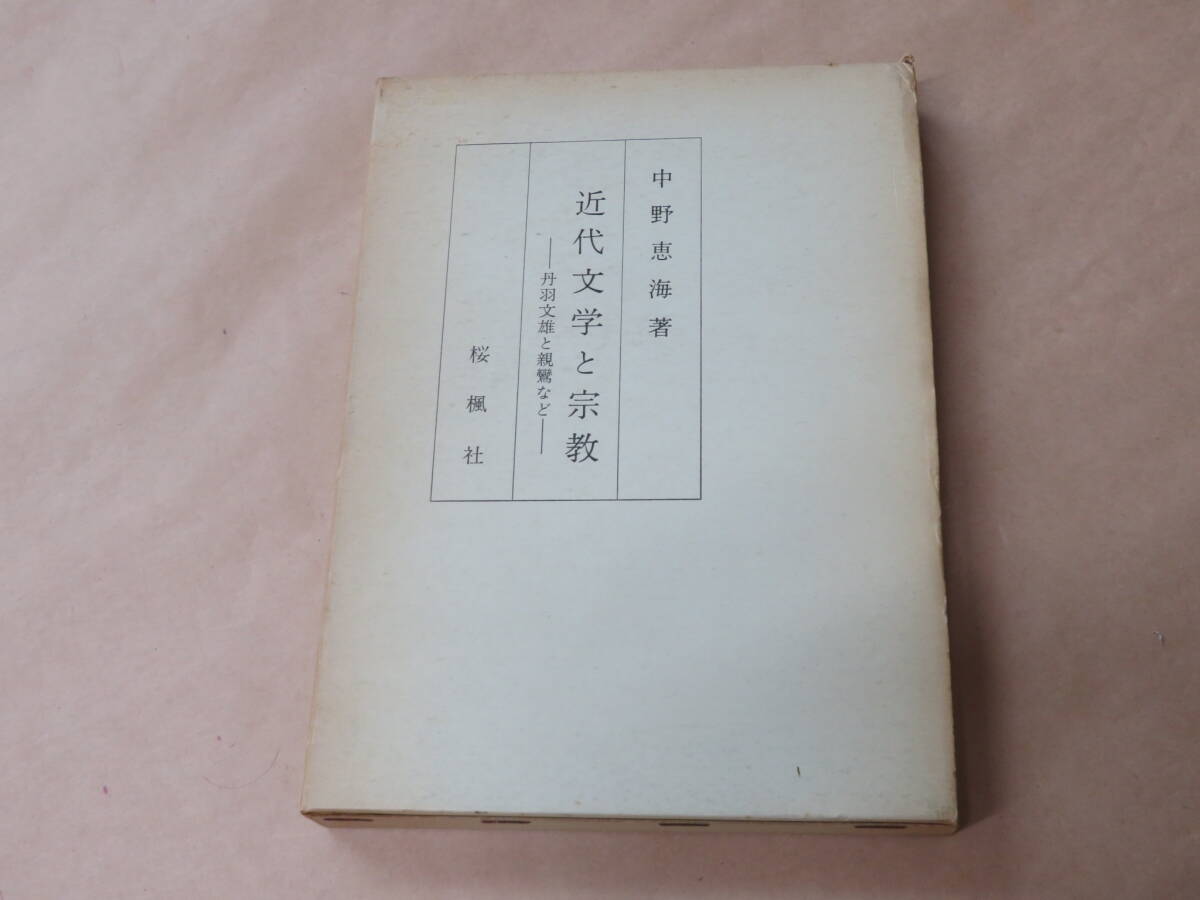 中野恵海著
近代文学と宗教
――丹羽文雄と親鸞など――
桜楓社